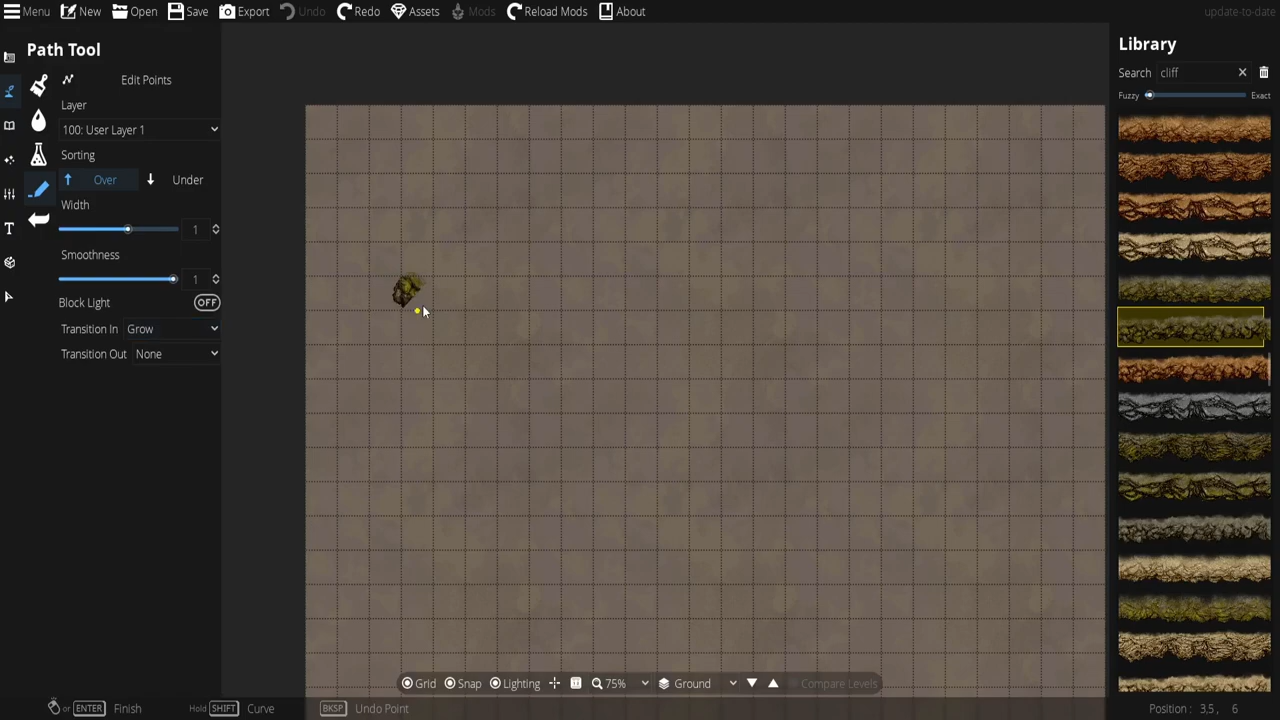 Menu New Open Save Export Undo Redo Assets Mods Reload Mods About update-to-date
Path Tool
Edit Points
Layer
100: User Layer 1
Sorting
Over Under
Width
1
Smoothness
1
Block Light OFF
Transition In Grow
Transition Out None
Library
Search cliff
Fuzzy Exact
Grid Snap Lighting 75% Ground Compare Levels
or ENTER Finish Hold SHIFT Curve BKSP Undo Point Position : 3.5 , 6